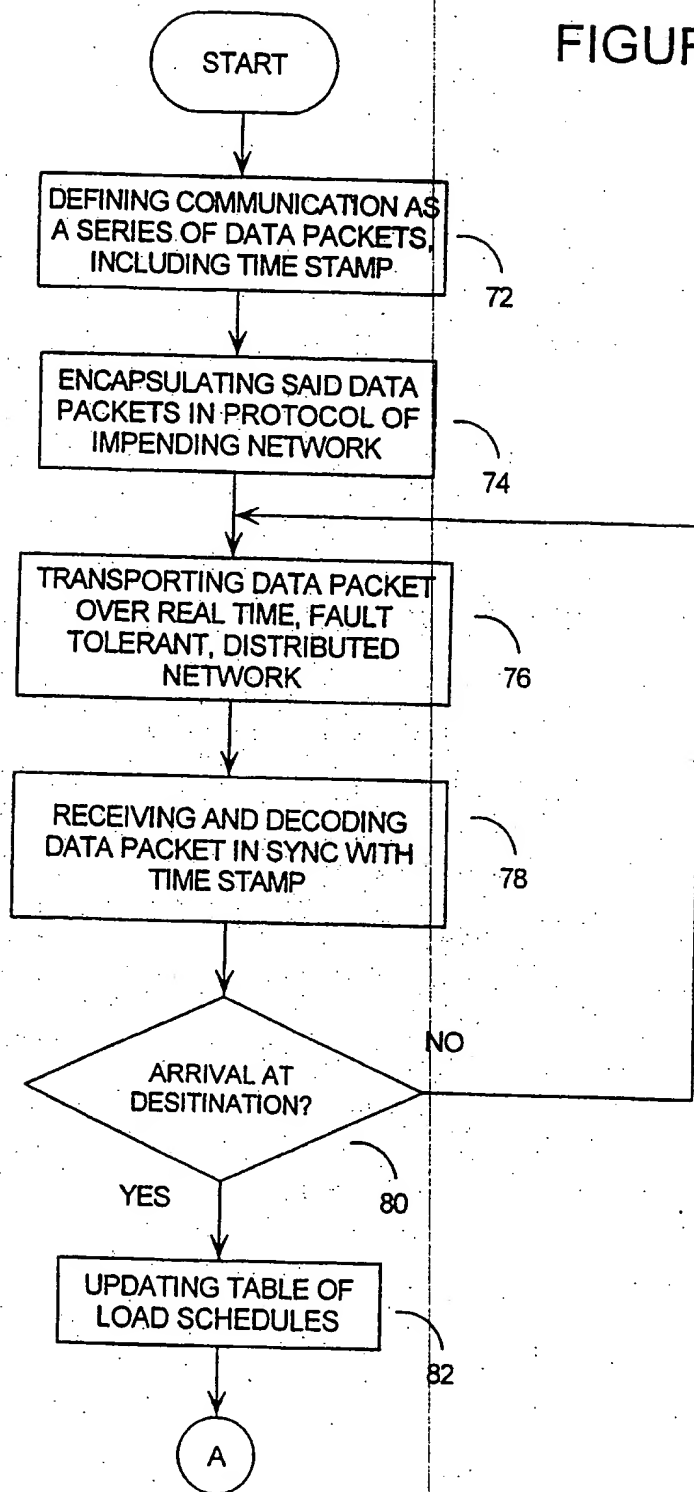 START
FIGUR
DEFINING COMMUNICATION AS
A SERIES OF DATA PACKETS,
INCLUDING TIME STAMP
72
ENCAPSULATING SAID DATA
PACKETS IN PROTOCOL OF
IMPENDING NETWORK
74
TRANSPORTING DATA PACKET
OVER REAL TIME, FAULT
TOLERANT, DISTRIBUTED
NETWORK
76
RECEIVING AND DECODING
DATA PACKET IN SYNC WITH
TIME STAMP
78
NO
ARRIVAL AT
DESITINATION?
80
YES
UPDATING TABLE OF
LOAD SCHEDULES
82
A